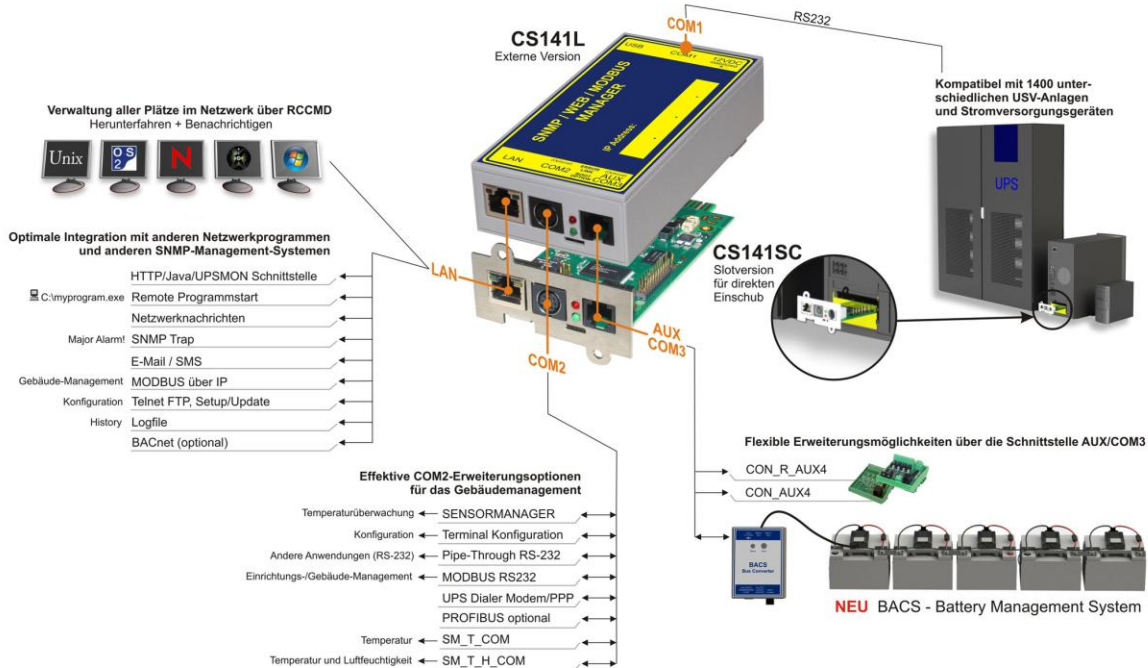 COM1
RS232
CS141L
Externe Version
USB
COM1
12VDC
SNMP / WEB / MODBUS
MANAGER
IP Address:
LAN
COM2
AUX
COM3
Kompatibel mit 1400 unter-
schiedlichen USV-Anlagen
und Stromversorgungsgeräten
UPS
Verwaltung aller Plätze im Netzwerk über RCCMD
Herunterfahren + Benachrichtigen
Unix
OS
2
N
Optimale Integration mit anderen Netzwerkprogrammen
und anderen SNMP-Management-Systemen
HTTP/Java/UPSMON Schnittstelle
C:\myprogram.exe Remote Programmstart
Netzwerknachrichten
Major Alarm! SNMP Trap
E-Mail / SMS
Gebäude-Management MODBUS über IP
Konfiguration Telnet FTP, Setup/Update
History Logfile
BACnet (optional)
LAN
CS141SC
Slotversion
für direkten
Einschub
AUX
COM3
COM2
Effektive COM2-Erweiterungsoptionen
für das Gebäudemanagement
Temperaturüberwachung SENSORMANAGER
Konfiguration Terminal Konfiguration
Andere Anwendungen (RS-232) Pipe-Through RS-232
Einrichtungs-/Gebäude-Management MODBUS RS232
UPS Dialer Modem/PPP
PROFIBUS optional
Temperatur SM_T_COM
Temperatur und Luftfeuchtigkeit SM_T_H_COM
Flexible Erweiterungsmöglichkeiten über die Schnittstelle AUX/COM3
CON_R_AUX4
CON_AUX4
BACS
Bus Converter
NEU BACS - Battery Management System